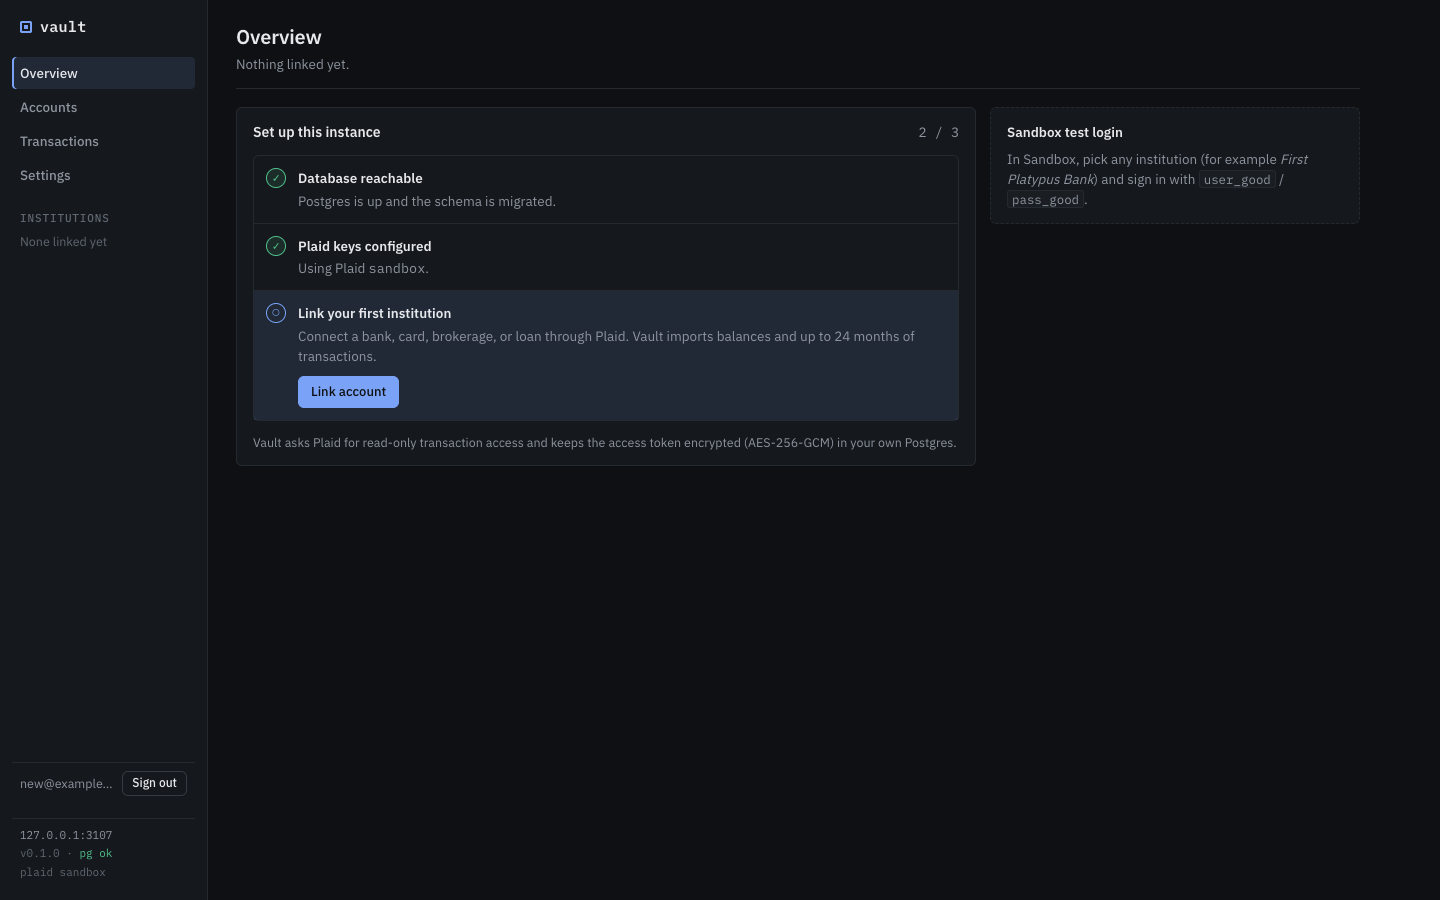 vault
Overview
Accounts
Transactions
Settings
INSTITUTIONS
None linked yet
new@example…
Sign out
127.0.0.1:3107
v0.1.0 · pg ok
plaid sandbox
Overview
Nothing linked yet.
Set up this instance
2 / 3
Database reachable
Postgres is up and the schema is migrated.
Plaid keys configured
Using Plaid sandbox.
Link your first institution
Connect a bank, card, brokerage, or loan through Plaid. Vault imports balances and up to 24 months of
transactions.
Link account
Vault asks Plaid for read-only transaction access and keeps the access token encrypted (AES-256-GCM) in your own Postgres.
Sandbox test login
In Sandbox, pick any institution (for example First
Platypus Bank) and sign in with user_good /
pass_good.